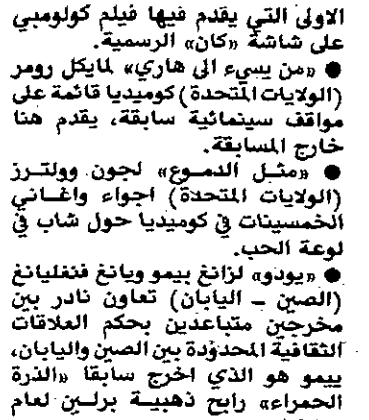 الاولى التي يقدم فيها فيلم كولومبي
على شاشة «كان» الرسمية.
● «من يسيء الى هاري» لمايكل رومر
(الولايات المتحدة) كوميديا قائمة على
مواقف سينمائية سابقة، يقدم هنا
خارج المسابقة.
● «مثل الدموع» لجون وولترز
(الولايات المتحدة) اجواء واغاني
الخمسينات في كوميديا حول شاب في
لوعة الحب.
● «يودو» لزانغ بيمو ويانغ فنغليانغ
(الصين - اليابان) تعاون نادر بين
مخرجين متباعدين بحكم العلاقات
الثقافية المحدودة بين الصين واليابان،
ييمو هو الذي اخرج سابقا «الذرة
الحمراء» رابح ذهبية برلين لعام